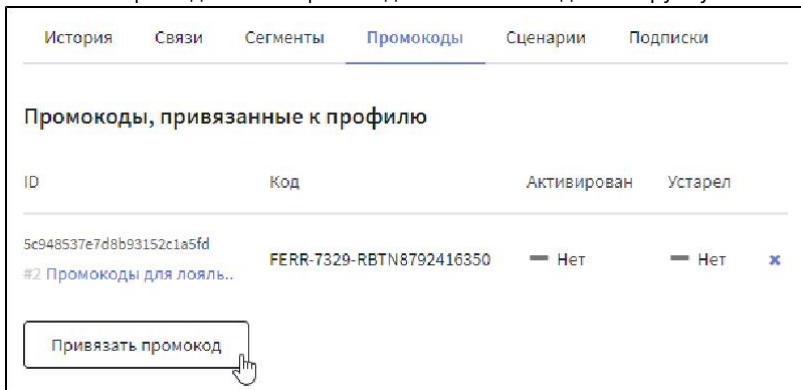 История Связи Сегменты Промокоды Сценарии Подписки
Промокоды, привязанные к профилю
ID Код Активирован Устарел
5c948537e7d8b93152c1a5fd
#2 Промокоды для лояль.. FERR-7329-RBTN8792416350 Нет Нет
Привязать промокод